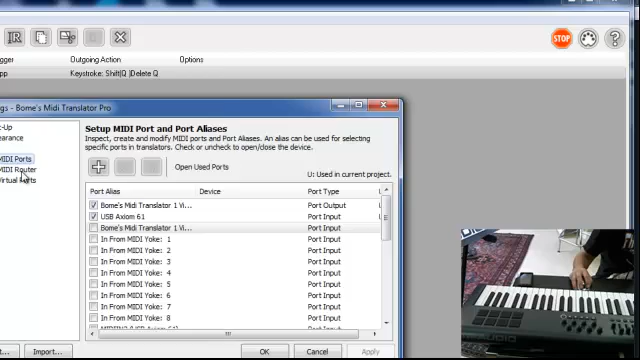 STOP
?
gger
Outgoing Action
Options
pp
Keystroke: Shift|Q |Delete Q
gs - Bome's Midi Translator Pro
-Up
earance
MIDI Ports
MIDI Router
Virtual Ports
Setup MIDI Port and Port Aliases
Inspect, create and modify MIDI ports and Port Aliases. An alias can be used for selecting
specific ports in translators. Check or uncheck to open/close the device.
Open Used Ports
U: Used in current project.
Port Alias
Device
Port Type
U
Bome's Midi Translator 1 Vi...
Port Output
USB Axiom 61
Port Input
Bome's Midi Translator 1 Vi...
Port Input
In From MIDI Yoke: 1
Port Input
In From MIDI Yoke: 2
Port Input
In From MIDI Yoke: 3
Port Input
In From MIDI Yoke: 4
Port Input
In From MIDI Yoke: 5
Port Input
In From MIDI Yoke: 6
Port Input
In From MIDI Yoke: 7
Port Input
In From MIDI Yoke: 8
Port Input
Port Input
Import...
OK
Cancel
Apply